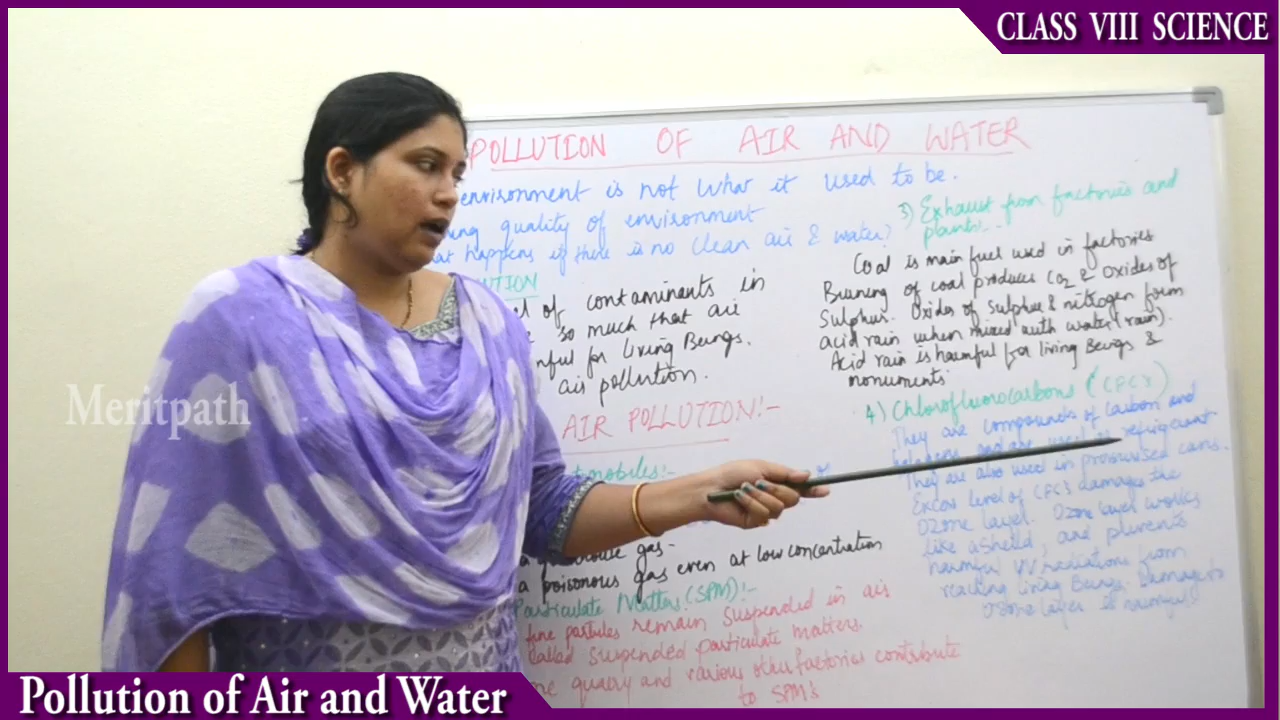 CLASS VIII SCIENCE
POLLUTION OF AIR AND WATER
environment is not what it used to be.
quality of environment
happens if there is no clean air & water?
of contaminants in
so much that air
for living Beings.
air pollution.
AIR POLLUTION:-
gas.
a poisonous gas even at low concentration
Particulate Matter (SPM):-
fine particles remain suspended in air
called suspended particulate matters.
quarry and various other factories contribute
to SPM's
3) Exhaust from factories and
plants:-
Coal is main fuel used in factories
Burning of coal produces CO2 & Oxides of
Sulphur. Oxides of Sulphur & nitrogen form
acid rain when mixed with water (rain).
Acid rain is harmful for living Beings &
monuments
4) Chlorofluorocarbons (CFC's)
They are compounds of carbon and
and are used refrigerant
They are also used in pressurised cans.
Excess level of CFC's damages the
Ozone layer. Ozone layer works
like a sheild, and prevents
harmful UV radiations from
reaching living Beings. Damage to
Ozone layer is harmful.
Meritpath
Pollution of Air and Water